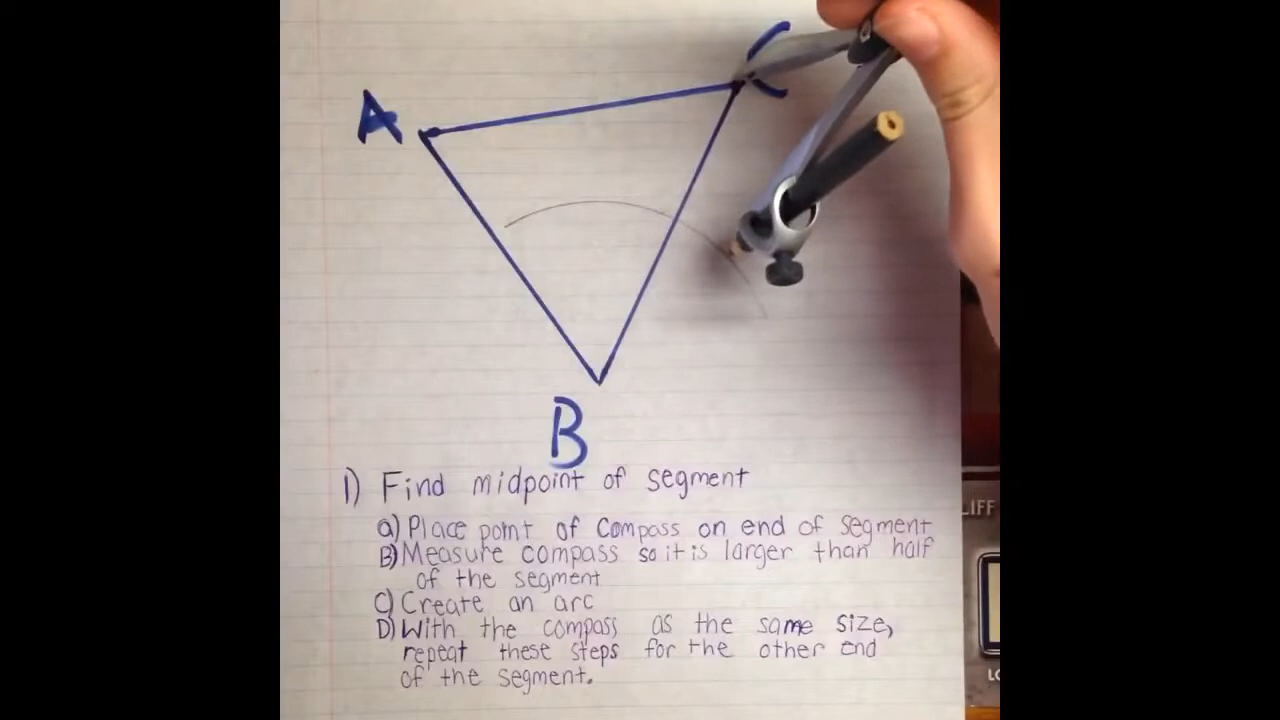 A
C
B
1) Find midpoint of segment
a) Place point of Compass on end of segment
B) Measure compass so it is larger than half
of the segment
C) Create an arc
D) With the compass as the same size,
repeat these steps for the other end
of the segment.
LIFF